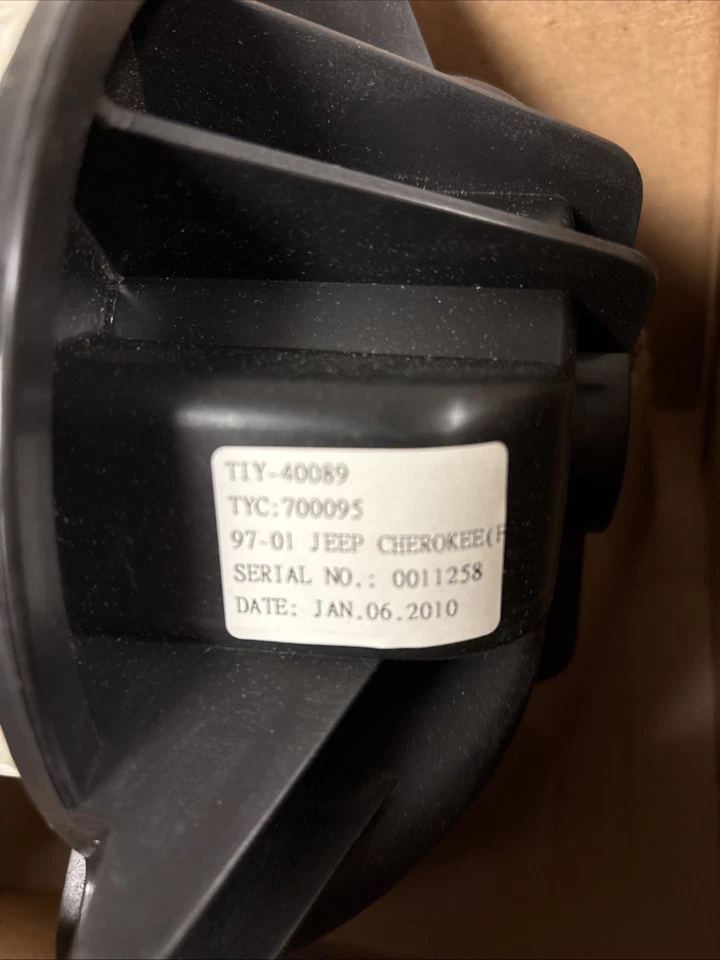 TIY-40089
TYC:700095
97-01 JEEP CHEROKEE(F
SERIAL NO.: 0011258
DATE: JAN.06.2010